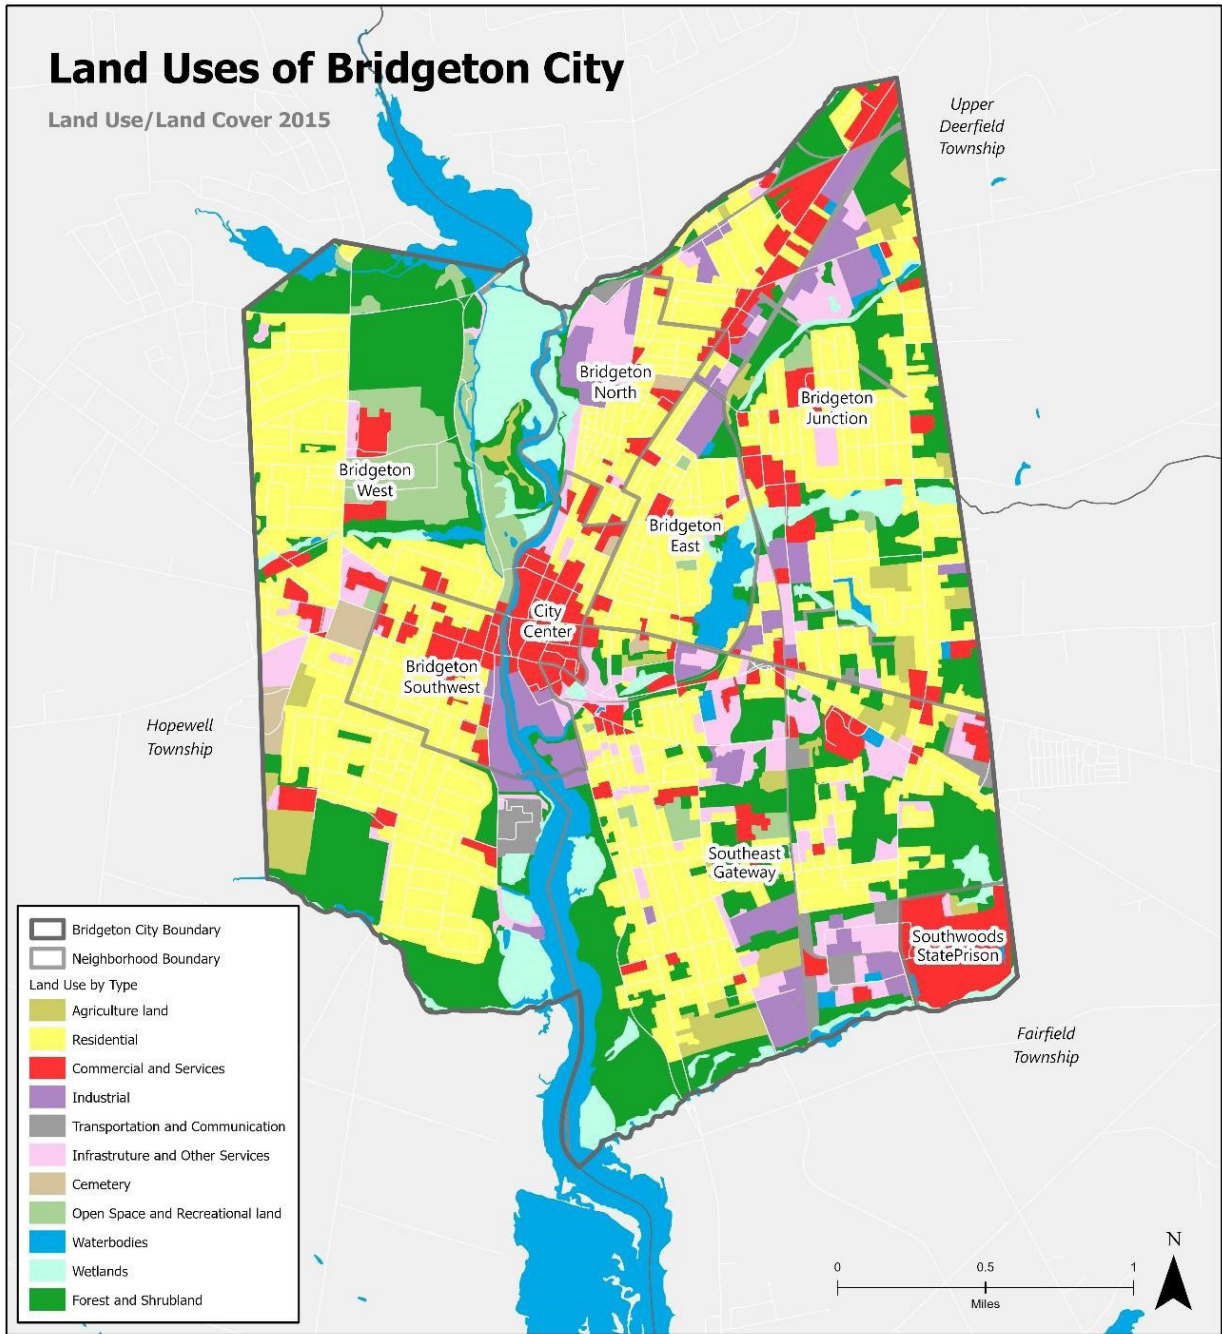 Land Uses of Bridgeton City
Land Use/Land Cover 2015
Upper
Deerfield
Township
Bridgeton
North
Bridgeton
Junction
Bridgeton
West
Bridgeton
East
City
Center
Bridgeton
Southwest
Hopewell
Township
Southeast
Gateway
Southwoods
StatePrison
Fairfield
Township
Bridgeton City Boundary
Neighborhood Boundary
Land Use by Type
Agriculture land
Residential
Commercial and Services
Industrial
Transportation and Communication
Infrastruture and Other Services
Cemetery
Open Space and Recreational land
Waterbodies
Wetlands
Forest and Shrubland
N
0 0.5 1
Miles